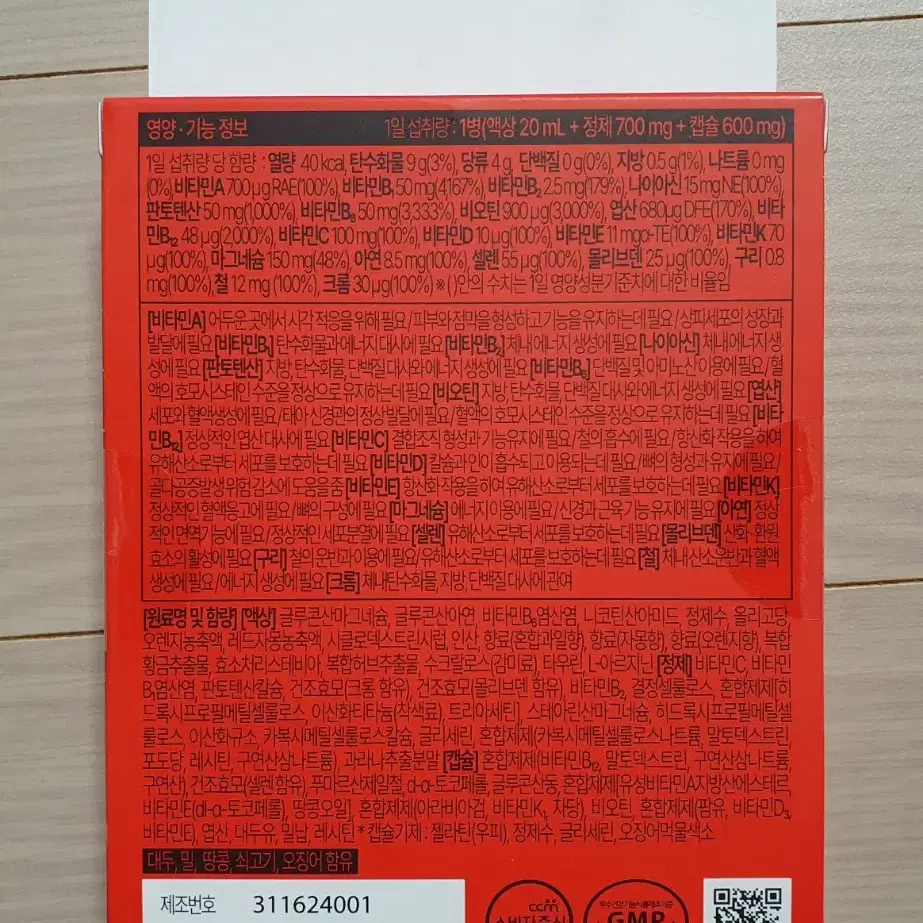 영양·기능 정보 1일 섭취량 : 1병(액상 20 mL + 정제 700 mg + 캡슐 600 mg)
1일 섭취량 당 함량 : 열량 40 kcal, 탄수화물 9 g(3%), 당류 4 g, 단백질 0 g(0%), 지방 0.5 g(1%), 나트륨 0 mg
(0%), 비타민A 700 µg RAE(100%), 비타민B₁ 50 mg(4,167%), 비타민B₂ 2.5 mg(179%), 나이아신 15 mg NE(100%),
판토텐산 50 mg(1,000%), 비타민B₆ 50 mg(3,333%), 비오틴 900 µg(3,000%), 엽산 680µg DFE(170%), 비타
민B₁₂ 48 µg(2,000%), 비타민C 100 mg(100%), 비타민D 10 µg(100%), 비타민E 11 mgα-TE(100%), 비타민K 70
µg(100%), 마그네슘 150 mg(48%), 아연 8.5 mg(100%), 셀렌 55 µg(100%), 몰리브덴 25 µg(100%), 구리 0.8
mg(100%), 철 12 mg (100%), 크롬 30 µg(100%) ※ ( )안의 수치는 1일 영양성분기준치에 대한 비율임
[비타민A] 어두운 곳에서 시각 적응을 위해 필요 / 피부와 점막을 형성하고 기능을 유지하는데 필요 / 상피세포의 성장과
발달에 필요 [비타민B₁] 탄수화물과 에너지 대사에 필요 [비타민B₂] 체내 에너지 생성에 필요 [나이아신] 체내 에너지 생
성에 필요 [판토텐산] 지방, 탄수화물, 단백질 대사와 에너지 생성에 필요 [비타민B₆] 단백질 및 아미노산 이용에 필요 / 혈
액의 호모시스테인 수준을 정상으로 유지하는데 필요 [비오틴] 지방, 탄수화물, 단백질 대사와 에너지 생성에 필요 [엽산]
세포와 혈액생성에 필요 / 태아 신경관의 정상 발달에 필요 / 혈액의 호모시스테인 수준을 정상으로 유지하는데 필요 [비타
민B₁₂] 정상적인 엽산 대사에 필요 [비타민C] 결합조직 형성과 기능유지에 필요 / 철의 흡수에 필요 / 항산화 작용을 하여
유해산소로부터 세포를 보호하는데 필요 [비타민D] 칼슘과 인이 흡수되고 이용되는데 필요 / 뼈의 형성과 유지에 필요 /
골다공증발생 위험 감소에 도움을 줌 [비타민E] 항산화 작용을 하여 유해산소로부터 세포를 보호하는데 필요 [비타민K]
정상적인 혈액응고에 필요 / 뼈의 구성에 필요 [마그네슘] 에너지 이용에 필요 / 신경과 근육 기능 유지에 필요 [아연] 정상
적인 면역기능에 필요 / 정상적인 세포분열에 필요 [셀렌] 유해산소로부터 세포를 보호하는데 필요 [몰리브덴] 산화·환원
효소의 활성에 필요 [구리] 철의 운반과 이용에 필요 / 유해산소로부터 세포를 보호하는데 필요 [철] 체내 산소운반과 혈액
생성에 필요 / 에너지 생성에 필요 [크롬] 체내 탄수화물, 지방, 단백질 대사에 관여
[원료명 및 함량] [액상] 글루콘산마그네슘, 글루콘산아연, 비타민B₆염산염, 니코틴산아미드, 정제수, 올리고당,
오렌지농축액, 레드자몽농축액, 시클로덱스트린시럽, 인산, 향료(혼합과일향), 향료(자몽향), 향료(오렌지향), 복합
황금추출물, 효소처리스테비아, 복합허브추출물, 수크랄로스(감미료), 타우린, L-아르지닌 [정제] 비타민C, 비타민
B₁염산염, 판토텐산칼슘, 건조효모(크롬 함유), 건조효모(몰리브덴 함유), 비타민B₂, 결정셀룰로스, 혼합제제[히
드록시프로필메틸셀룰로스, 이산화티타늄(착색료), 트리아세틴], 스테아린산마그네슘, 히드록시프로필메틸셀
룰로스, 이산화규소, 카복시메틸셀룰로스칼슘, 글리세린, 혼합제제(카복시메틸셀룰로스나트륨, 말토덱스트린,
포도당, 레시틴, 구연산삼나트륨), 과라나추출분말 [캡슐] 혼합제제(비타민B₁₂, 말토덱스트린, 구연산삼나트륨,
구연산), 건조효모(셀렌 함유), 푸마르산제일철, d-α-토코페롤, 글루콘산동, 혼합제제[유성비타민A지방산에스테르,
비타민E(dl-α-토코페롤), 땅콩오일], 혼합제제(아라비아검, 비타민K₁, 자당), 비오틴, 혼합제제(팜유, 비타민D₃,
비타민E), 엽산, 대두유, 밀납, 레시틴 * 캡슐기제 : 젤라틴(우피), 정제수, 글리세린, 오징어먹물색소
대두, 밀, 땅콩, 쇠고기, 오징어 함유
제조번호 311624001
ccm
소비자중심
우수건강기능식품제조기준
GMP